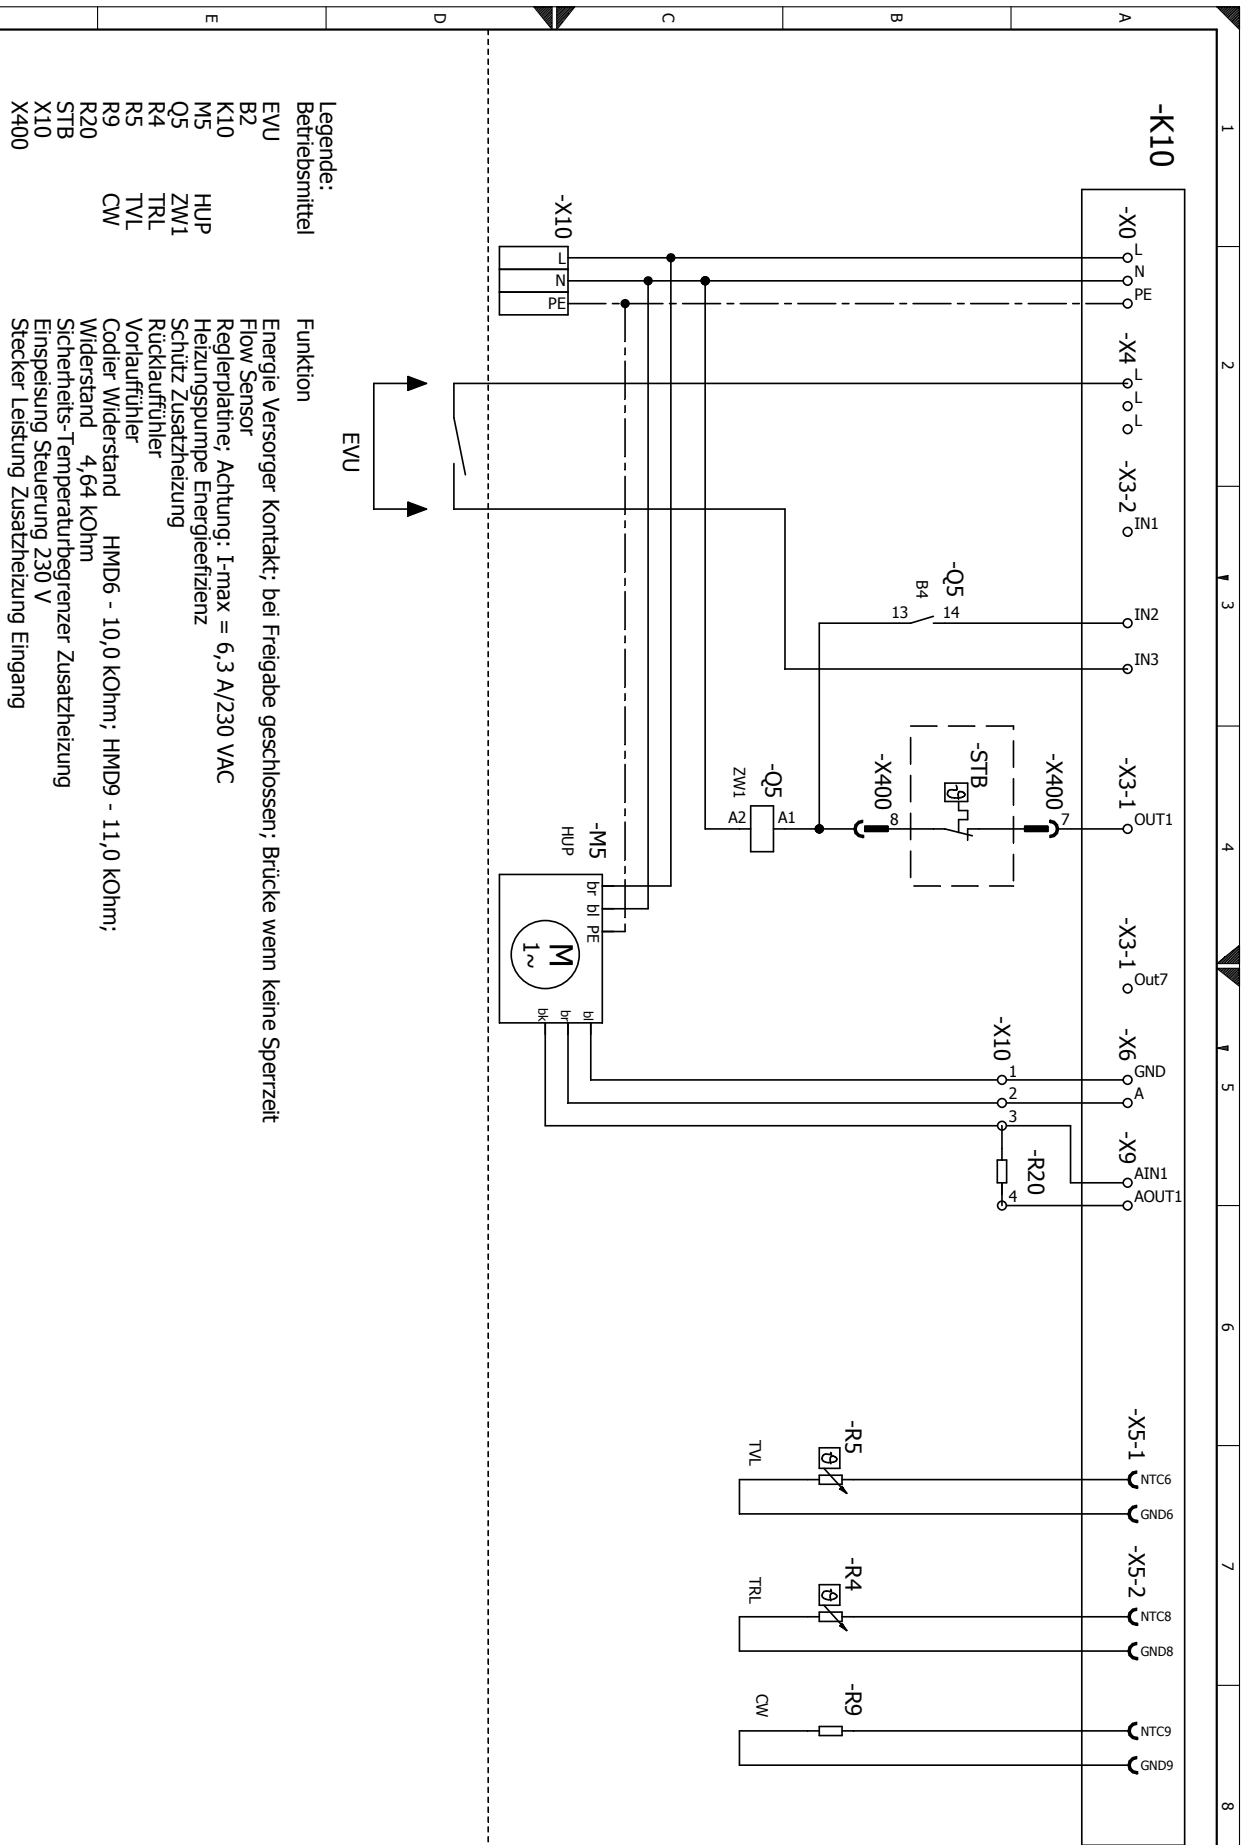 1 2 3 4 5 6 7 8
A
B
C
D
E
-K10
-X0 -X4 -X3-2 -X3-1 -X3-1 -X6 -X9 -X5-1 -X5-2
L N PE L L L IN1 IN2 IN3 OUT1 Out7 GND A AIN1 AOUT1 NTC6 GND6 NTC8 GND8 NTC9 GND9
-X400
7
-STB
ϑ
-X400
8
-Q5
B4
13 14
-Q5
ZW1
A2 A1
-X10
1 2 3 4
-R20
-R5
ϑ
TVL
-R4
ϑ
TRL
-R9
CW
-M5
HUP
br bl PE
M
1~
bk br bl
-X10
L
N
PE
EVU
Legende:
Betriebsmittel Funktion
EVU Energie Versorger Kontakt; bei Freigabe geschlossen; Brücke wenn keine Sperrzeit
B2 Flow Sensor
K10 Reglerplatine; Achtung: I-max = 6,3 A/230 VAC
M5 HUP Heizungspumpe Energieefizienz
Q5 ZW1 Schütz Zusatzheizung
R4 TRL Rücklauffühler
R5 TVL Vorlauffühler
R9 CW Codier Widerstand HMD6 - 10,0 kOhm; HMD9 - 11,0 kOhm;
R20 Widerstand 4,64 kOhm
STB Sicherheits-Temperaturbegrenzer Zusatzheizung
X10 Einspeisung Steuerung 230 V
X400 Stecker Leistung Zusatzheizung Eingang